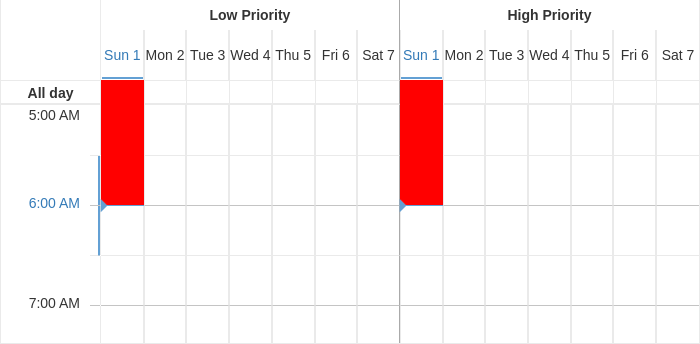 Low Priority High Priority
Sun 1 Mon 2 Tue 3 Wed 4 Thu 5 Fri 6 Sat 7 Sun 1 Mon 2 Tue 3 Wed 4 Thu 5 Fri 6 Sat 7
All day
5:00 AM
6:00 AM
7:00 AM